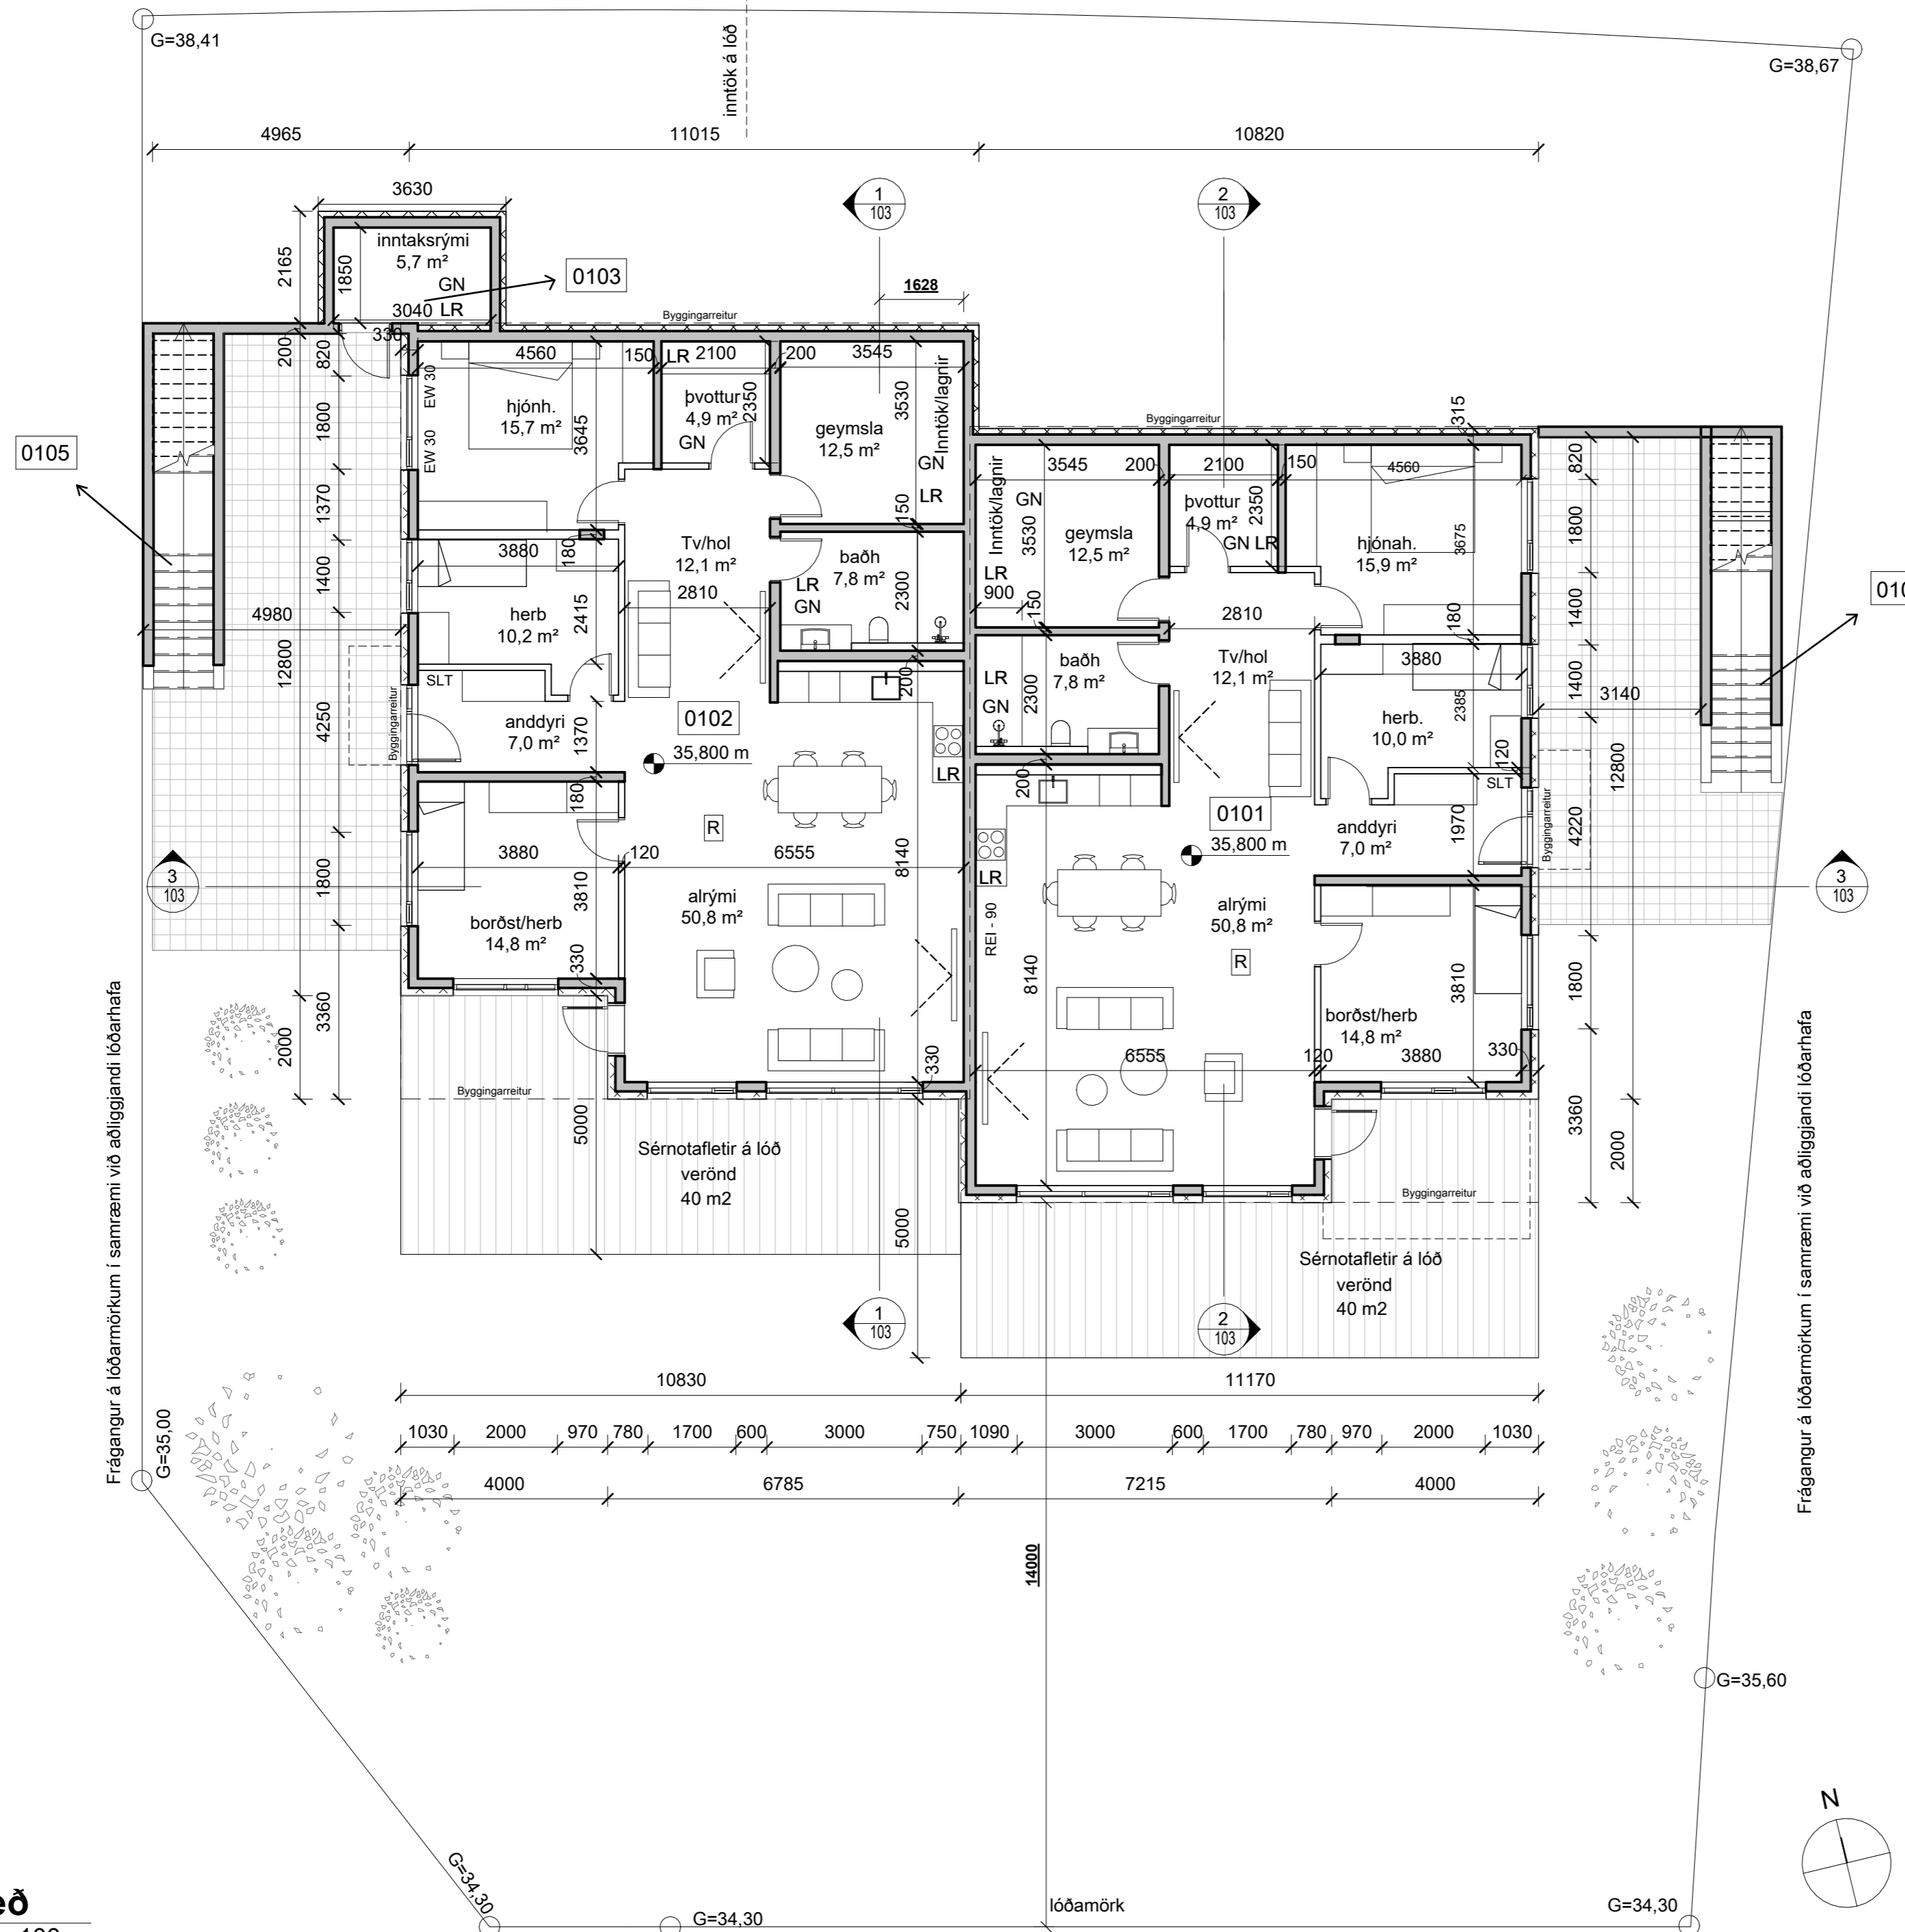 G=38,41
inntök á lóð
G=38,67
4965
11015
10820
3630
1
103
2
103
2165
inntaksrými
5,7 m²
1850
GN
3040
LR
0103
1628
Byggingarreitur
200
820
330
4560
150
LR
2100
200
3545
EW 30
EW 30
hjónh.
15,7 m²
3645
þvottur
4,9 m²
GN
2350
geymsla
12,5 m²
3530
Inntök/lagnir
GN
LR
150
1800
1370
0105
Byggingarreitur
315
3545
200
2100
150
4560
Inntök/lagnir
GN
3530
geymsla
12,5 m²
LR
900
150
þvottur
4,9 m²
GN LR
2350
hjónah.
15,9 m²
3675
180
820
1800
1400
3880
180
Tv/hol
12,1 m²
2810
baðh
7,8 m²
LR
GN
2300
1400
herb
10,2 m²
2415
4980
12800
SLT
200
2810
Tv/hol
12,1 m²
baðh
7,8 m²
LR
GN
2300
3880
1400
3140
herb.
10,0 m²
2385
120
SLT
12800
Byggingarreitur
anddyri
7,0 m²
1370
0102
35,800 m
LR
4250
180
R
200
0101
35,800 m
anddyri
7,0 m²
1970
Byggingarreitur
4220
3
103
3880
120
6555
8140
1800
3810
borðst/herb
14,8 m²
alrými
50,8 m²
330
LR
REI - 90
alrými
50,8 m²
R
8140
3
103
3810
1800
borðst/herb
14,8 m²
6555
120
3880
330
2000
3360
330
Byggingarreitur
5000
Sérnotafletir á lóð
verönd
40 m2
5000
3360
2000
Byggingarreitur
Sérnotafletir á lóð
verönd
40 m2
Frágangur á lóðarmörkum í samræmi við aðliggjandi lóðarhafa
Frágangur á lóðarmörkum í samræmi við aðliggjandi lóðarhafa
1
103
2
103
10830
11170
1030
2000
970
780
1700
600
3000
750
1090
3000
600
1700
780
970
2000
1030
4000
6785
7215
4000
G=35,00
14000
G=35,60
N
G=34,30
G=34,30
lóðamörk
G=34,30